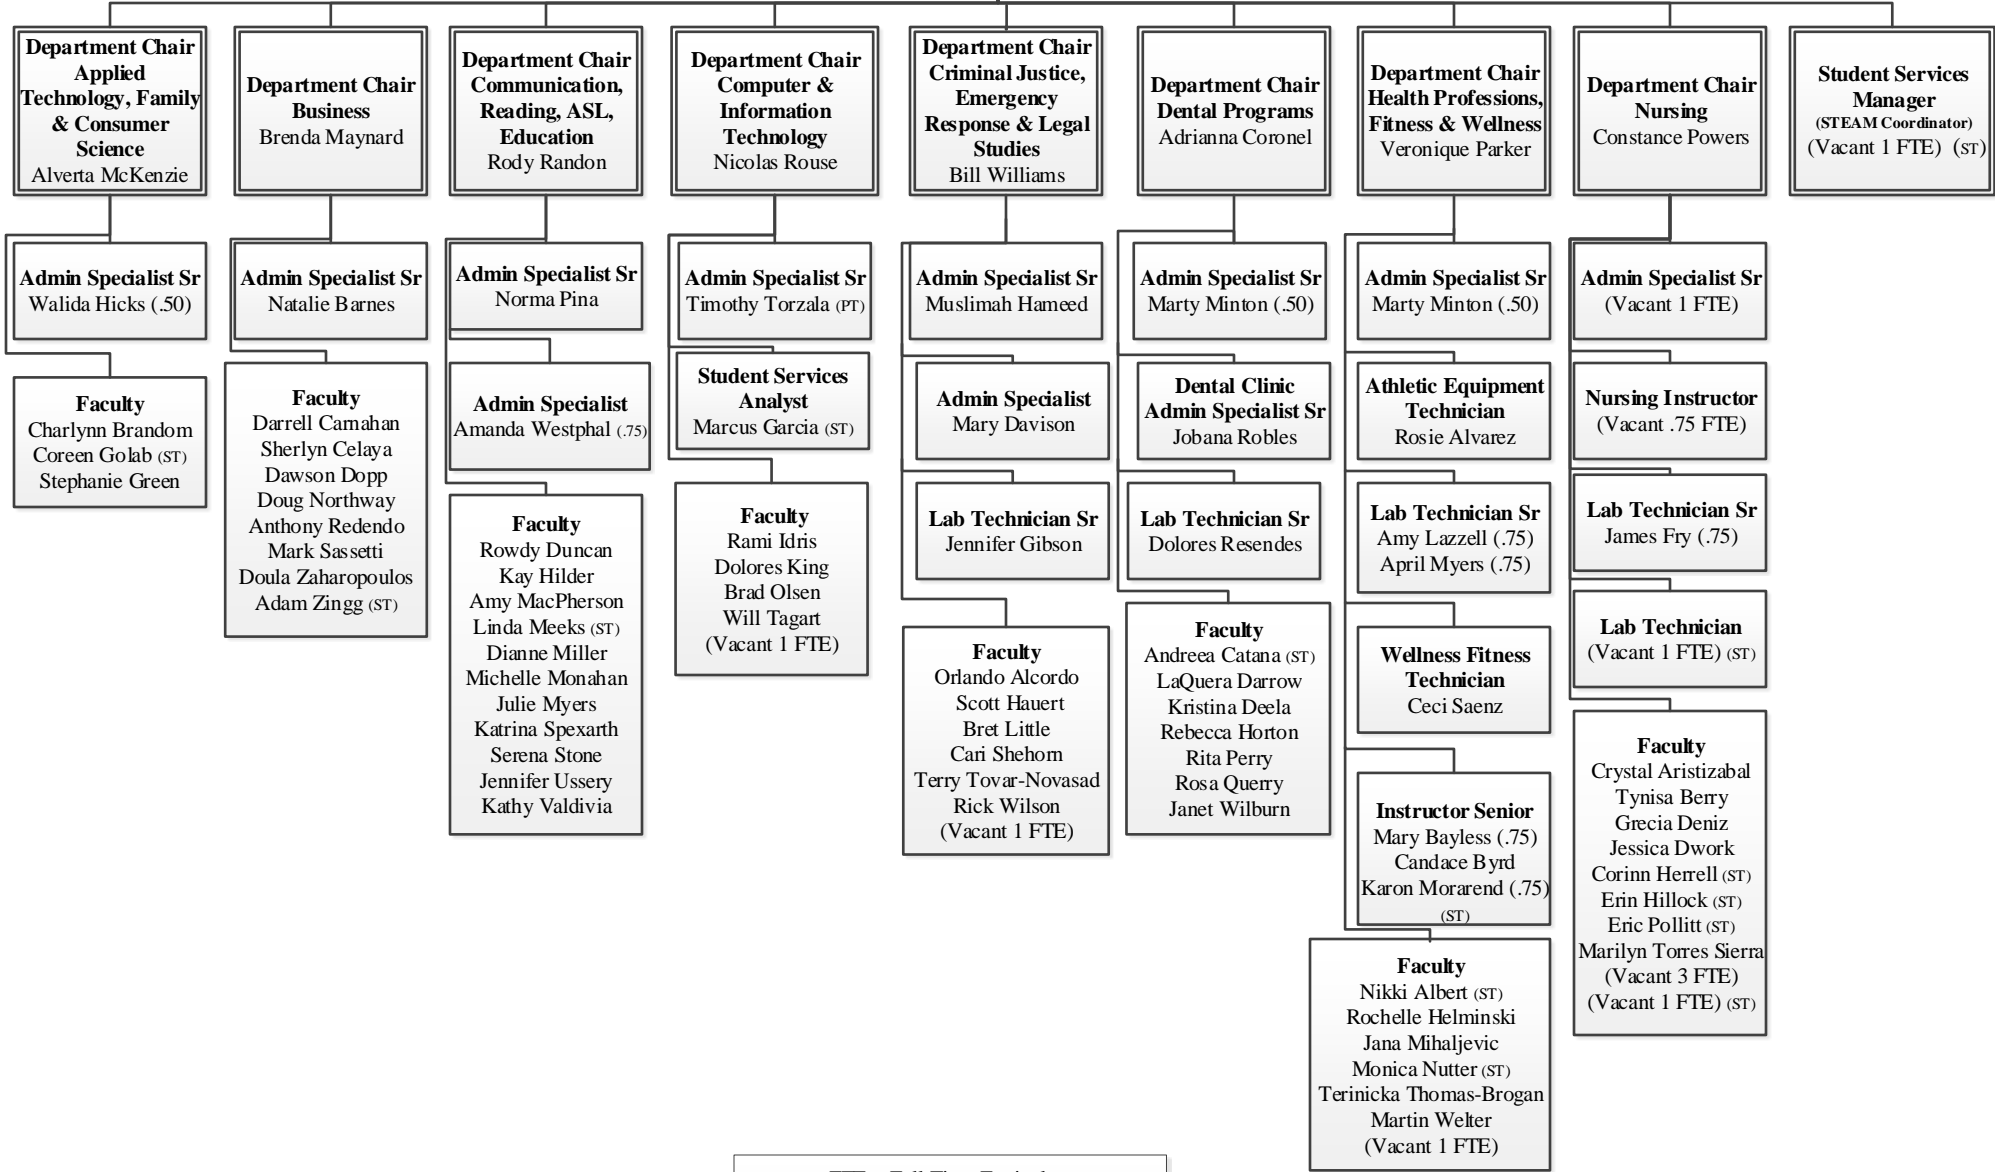 Department Chair
Applied
Technology, Family
& Consumer
Science
Alverta McKenzie
Admin Specialist Sr
Walida Hicks (.50)
Faculty
Charlynn Brandom
Coreen Golab (ST)
Stephanie Green
Department Chair
Business
Brenda Maynard
Admin Specialist Sr
Natalie Barnes
Faculty
Darrell Carnahan
Sherlyn Celaya
Dawson Dopp
Doug Northway
Anthony Redendo
Mark Sassetti
Doula Zaharopoulos
Adam Zingg (ST)
Department Chair
Communication,
Reading, ASL,
Education
Rody Randon
Admin Specialist Sr
Norma Pina
Admin Specialist
Amanda Westphal (.75)
Faculty
Rowdy Duncan
Kay Hilder
Amy MacPherson
Linda Meeks (ST)
Dianne Miller
Michelle Monahan
Julie Myers
Katrina Spexarth
Serena Stone
Jennifer Ussery
Kathy Valdivia
Department Chair
Computer &
Information
Technology
Nicolas Rouse
Admin Specialist Sr
Timothy Torzala (PT)
Student Services
Analyst
Marcus Garcia (ST)
Faculty
Rami Idris
Dolores King
Brad Olsen
Will Tagart
(Vacant 1 FTE)
Department Chair
Criminal Justice,
Emergency
Response & Legal
Studies
Bill Williams
Admin Specialist Sr
Muslimah Hameed
Admin Specialist
Mary Davison
Lab Technician Sr
Jennifer Gibson
Faculty
Orlando Alcordo
Scott Hauert
Bret Little
Cari Shehorn
Terry Tovar-Novasad
Rick Wilson
(Vacant 1 FTE)
Department Chair
Dental Programs
Adrianna Coronel
Admin Specialist Sr
Marty Minton (.50)
Dental Clinic
Admin Specialist Sr
Jobana Robles
Lab Technician Sr
Dolores Resendes
Faculty
Andreea Catana (ST)
LaQuera Darrow
Kristina Deela
Rebecca Horton
Rita Perry
Rosa Querry
Janet Wilburn
Department Chair
Health Professions,
Fitness & Wellness
Veronique Parker
Admin Specialist Sr
Marty Minton (.50)
Athletic Equipment
Technician
Rosie Alvarez
Lab Technician Sr
Amy Lazzell (.75)
April Myers (.75)
Wellness Fitness
Technician
Ceci Saenz
Instructor Senior
Mary Bayless (.75)
Candace Byrd
Karon Morarend (.75)
(ST)
Faculty
Nikki Albert (ST)
Rochelle Helminski
Jana Mihaljevic
Monica Nutter (ST)
Terinicka Thomas-Brogan
Martin Welter
(Vacant 1 FTE)
Department Chair
Nursing
Constance Powers
Admin Specialist Sr
(Vacant 1 FTE)
Nursing Instructor
(Vacant .75 FTE)
Lab Technician Sr
James Fry (.75)
Lab Technician
(Vacant 1 FTE) (ST)
Faculty
Crystal Aristizabal
Tynisa Berry
Grecia Deniz
Jessica Dwork
Corinn Herrell (ST)
Erin Hillock (ST)
Eric Pollitt (ST)
Marilyn Torres Sierra
(Vacant 3 FTE)
(Vacant 1 FTE) (ST)
Student Services
Manager
(STEAM Coordinator)
(Vacant 1 FTE) (ST)